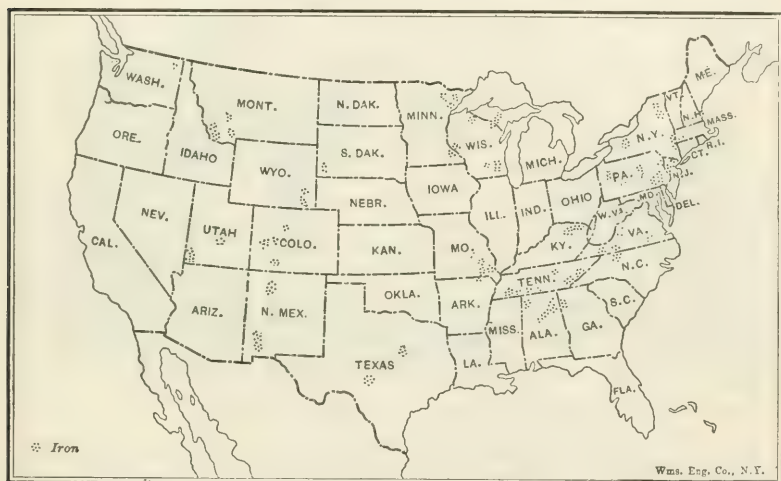 WASH.
MONT.
N. DAK.
MINN.
ME.
VT.
N.H.
MASS.
ORE.
IDAHO
S. DAK.
WIS.
MICH.
N.Y.
R.I.
CT.
WYO.
IOWA
PA.
N.J.
NEV.
NEBR.
ILL.
IND.
OHIO
MD.
DEL.
W. VA.
UTAH
COLO.
CAL.
KAN.
MO.
KY.
VA.
ARIZ.
N. MEX.
OKLA.
ARK.
TENN.
N.C.
S.C.
MISS.
ALA.
GA.
TEXAS
LA.
FLA.
Iron
Wms. Eng. Co., N.Y.